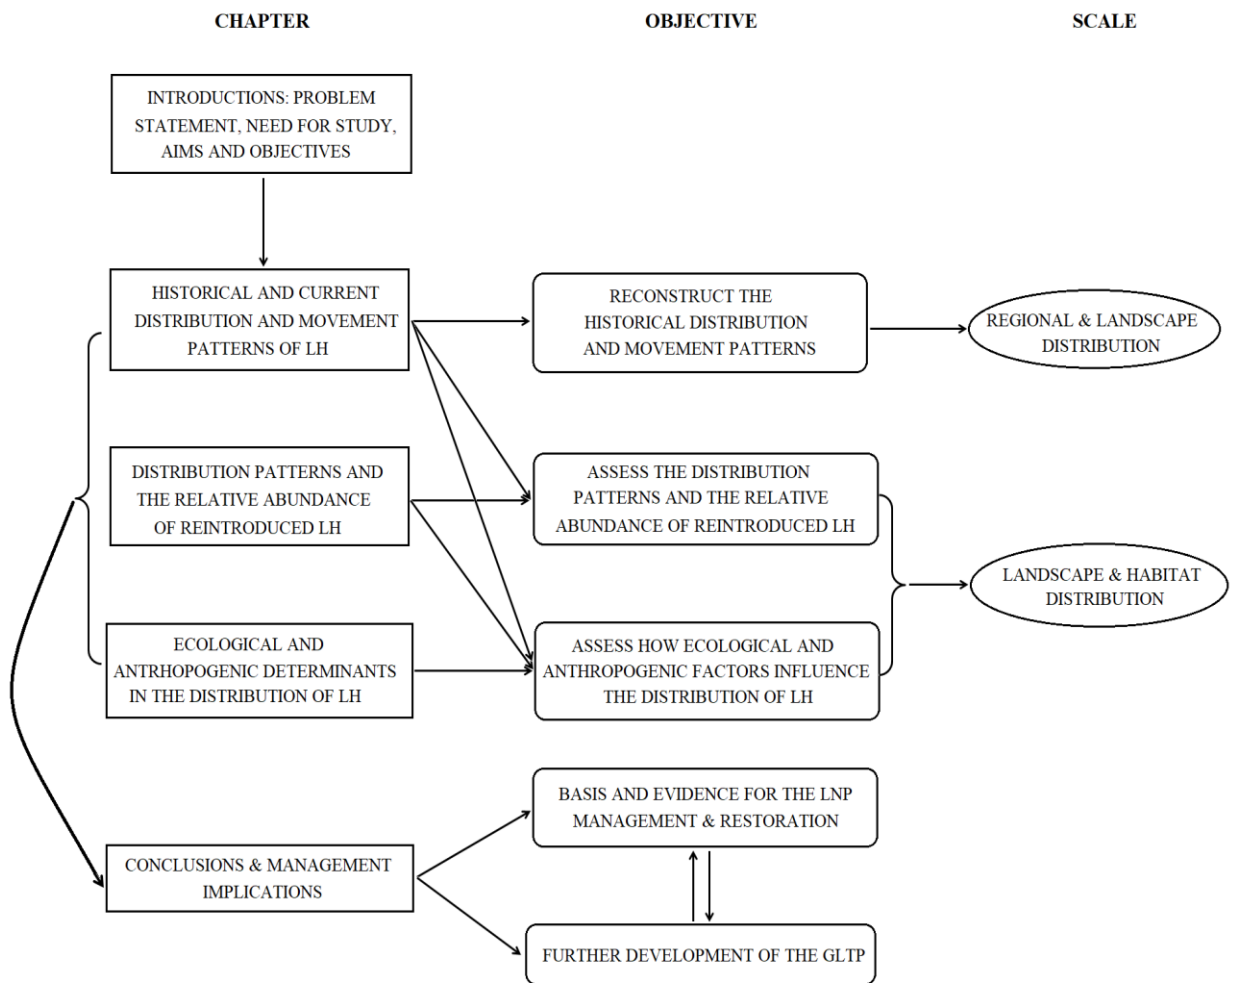 CHAPTER
OBJECTIVE
SCALE
INTRODUCTIONS: PROBLEM
STATEMENT, NEED FOR STUDY,
AIMS AND OBJECTIVES
HISTORICAL AND CURRENT
DISTRIBUTION AND MOVEMENT
PATTERNS OF LH
RECONSTRUCT THE
HISTORICAL DISTRIBUTION
AND MOVEMENT PATTERNS
REGIONAL & LANDSCAPE
DISTRIBUTION
DISTRIBUTION PATTERNS AND
THE RELATIVE ABUNDANCE
OF REINTRODUCED LH
ASSESS THE DISTRIBUTION
PATTERNS AND THE RELATIVE
ABUNDANCE OF REINTRODUCED LH
LANDSCAPE & HABITAT
DISTRIBUTION
ECOLOGICAL AND
ANTRHOPOGENIC DETERMINANTS
IN THE DISTRIBUTION OF LH
ASSESS HOW ECOLOGICAL AND
ANTHROPOGENIC FACTORS INFLUENCE
THE DISTRIBUTION OF LH
BASIS AND EVIDENCE FOR THE LNP
MANAGEMENT & RESTORATION
CONCLUSIONS & MANAGEMENT
IMPLICATIONS
FURTHER DEVELOPMENT OF THE GLTP